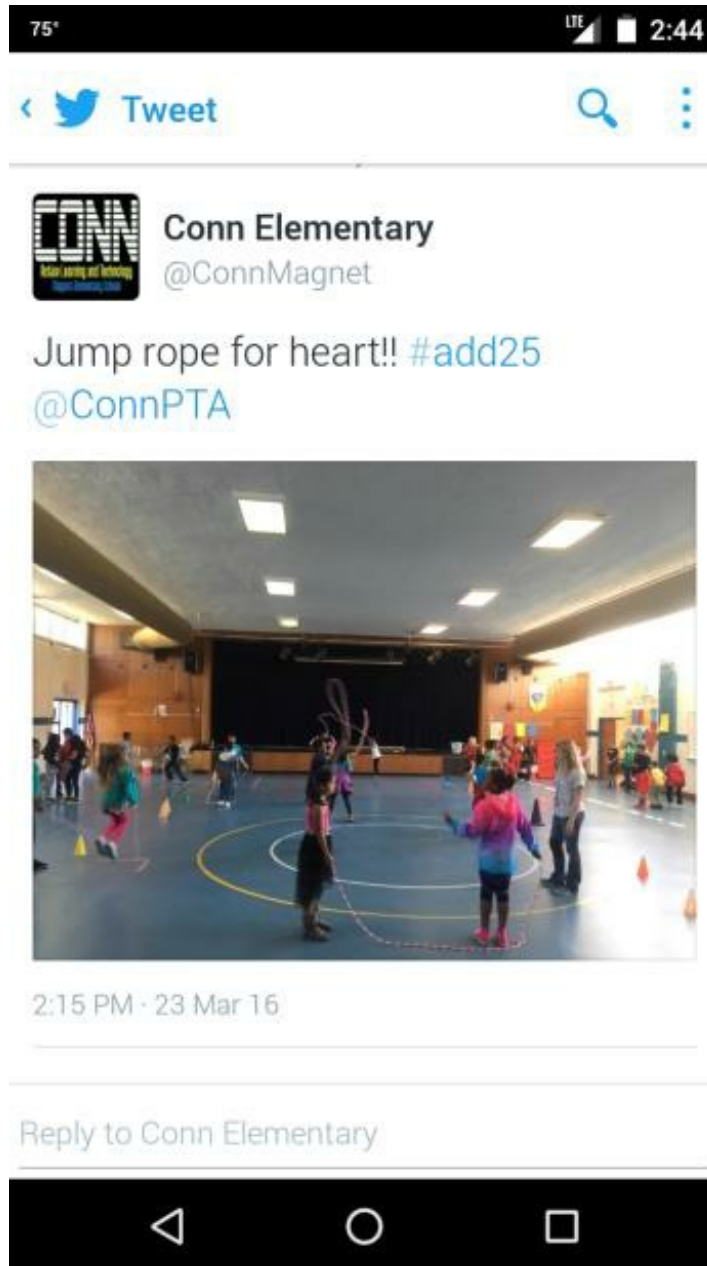 75°
LTE
2:44
Tweet
CONN
Conn Elementary
@ConnMagnet
Jump rope for heart!! #add25
@ConnPTA
2:15 PM · 23 Mar 16
Reply to Conn Elementary